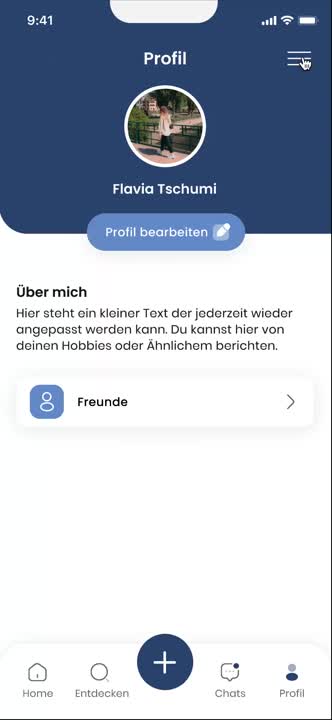 9:41
Profil
Flavia Tschumi
Profil bearbeiten
Über mich
Hier steht ein kleiner Text der jederzeit wieder
angepasst werden kann. Du kannst hier von
deinen Hobbies oder Ähnlichem berichten.
Freunde
Home
Entdecken
Chats
Profil